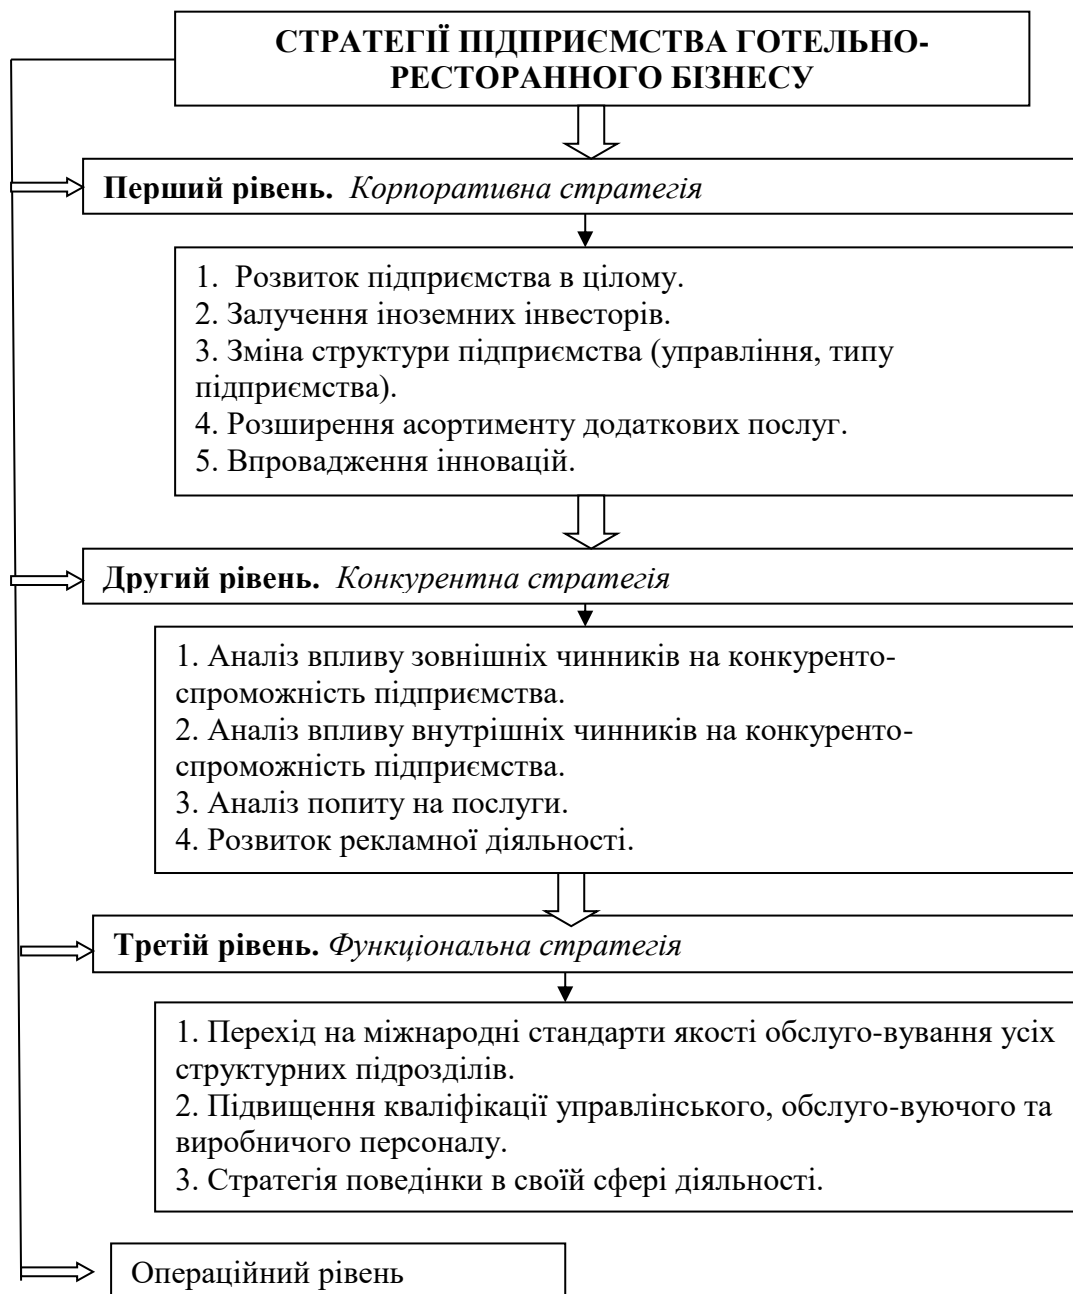 СТРАТЕГІЇ ПІДПРИЄМСТВА ГОТЕЛЬНО-
РЕСТОРАННОГО БІЗНЕСУ
Перший рівень. Корпоративна стратегія
1. Розвиток підприємства в цілому.
2. Залучення іноземних інвесторів.
3. Зміна структури підприємства (управління, типу
підприємства).
4. Розширення асортименту додаткових послуг.
5. Впровадження інновацій.
Другий рівень. Конкурентна стратегія
1. Аналіз впливу зовнішніх чинників на конкуренто-
спроможність підприємства.
2. Аналіз впливу внутрішніх чинників на конкуренто-
спроможність підприємства.
3. Аналіз попиту на послуги.
4. Розвиток рекламної діяльності.
Третій рівень. Функціональна стратегія
1. Перехід на міжнародні стандарти якості обслуго-вування усіх
структурних підрозділів.
2. Підвищення кваліфікації управлінського, обслуго-вуючого та
виробничого персоналу.
3. Стратегія поведінки в своїй сфері діяльності.
Операційний рівень